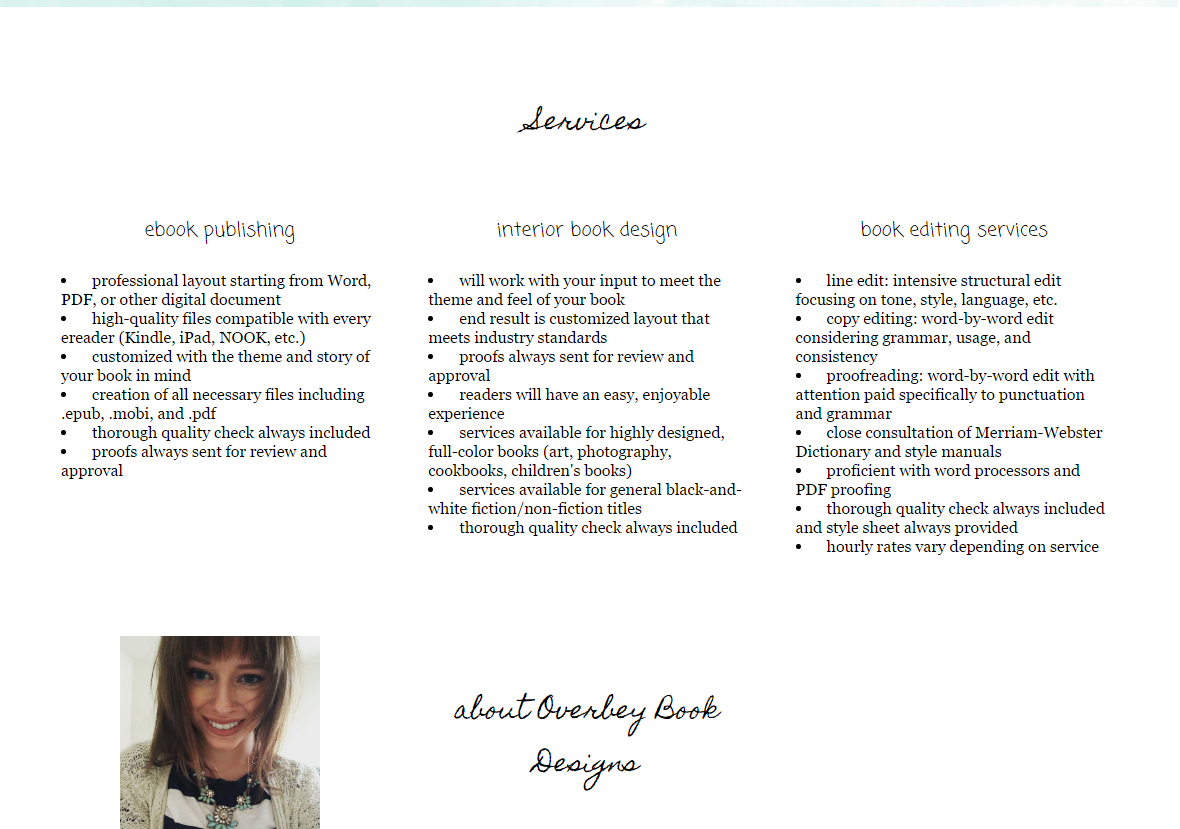 Services
ebook publishing
• professional layout starting from Word,
PDF, or other digital document
• high-quality files compatible with every
ereader (Kindle, iPad, NOOK, etc.)
• customized with the theme and story of
your book in mind
• creation of all necessary files including
.epub, .mobi, and .pdf
• thorough quality check always included
• proofs always sent for review and
approval
interior book design
• will work with your input to meet the
theme and feel of your book
• end result is customized layout that
meets industry standards
• proofs always sent for review and
approval
• readers will have an easy, enjoyable
experience
• services available for highly designed,
full-color books (art, photography,
cookbooks, children's books)
• services available for general black-and-
white fiction/non-fiction titles
• thorough quality check always included
book editing services
• line edit: intensive structural edit
focusing on tone, style, language, etc.
• copy editing: word-by-word edit
considering grammar, usage, and
consistency
• proofreading: word-by-word edit with
attention paid specifically to punctuation
and grammar
• close consultation of Merriam-Webster
Dictionary and style manuals
• proficient with word processors and
PDF proofing
• thorough quality check always included
and style sheet always provided
• hourly rates vary depending on service
about Overbey Book
Designs